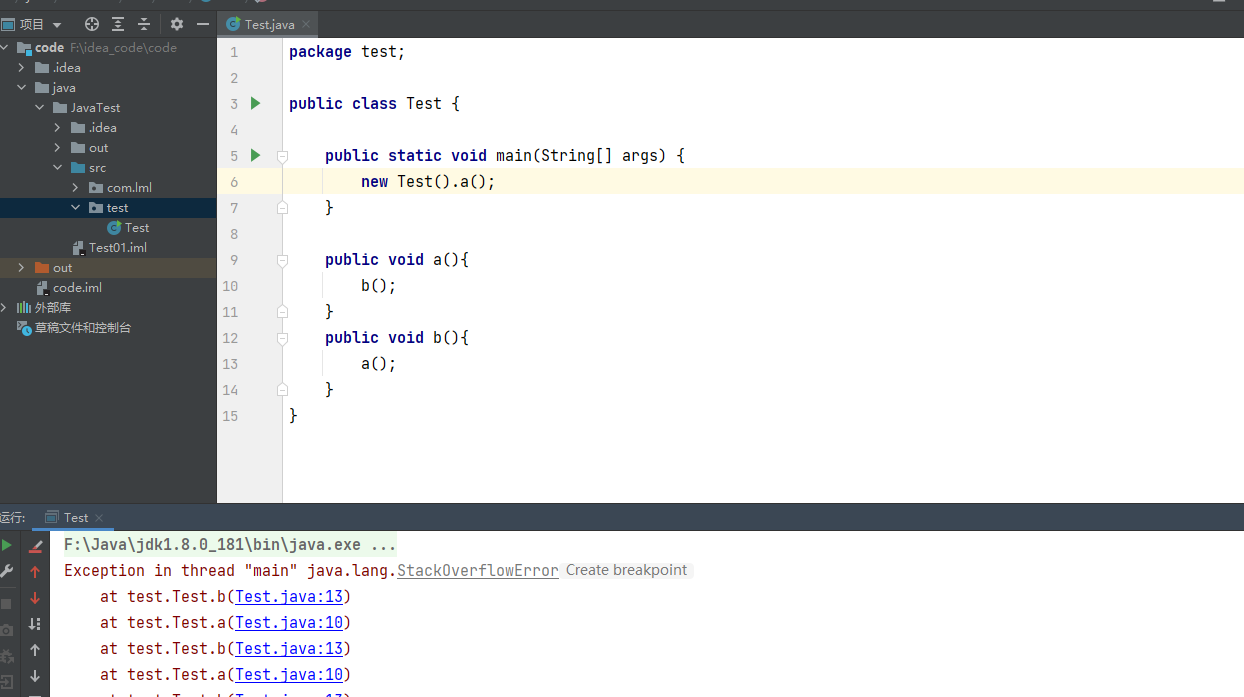 项目
Test.java
code F:\idea_code\code
.idea
java
JavaTest
.idea
out
src
com.lml
test
Test
Test01.iml
out
code.iml
外部库
草稿文件和控制台
1 package test;
2
3 public class Test {
4
5 public static void main(String[] args) {
6 new Test().a();
7 }
8
9 public void a(){
10 b();
11 }
12 public void b(){
13 a();
14 }
15 }
运行: Test
F:\Java\jdk1.8.0_181\bin\java.exe ...
Exception in thread "main" java.lang.StackOverflowError Create breakpoint
at test.Test.b(Test.java:13)
at test.Test.a(Test.java:10)
at test.Test.b(Test.java:13)
at test.Test.a(Test.java:10)